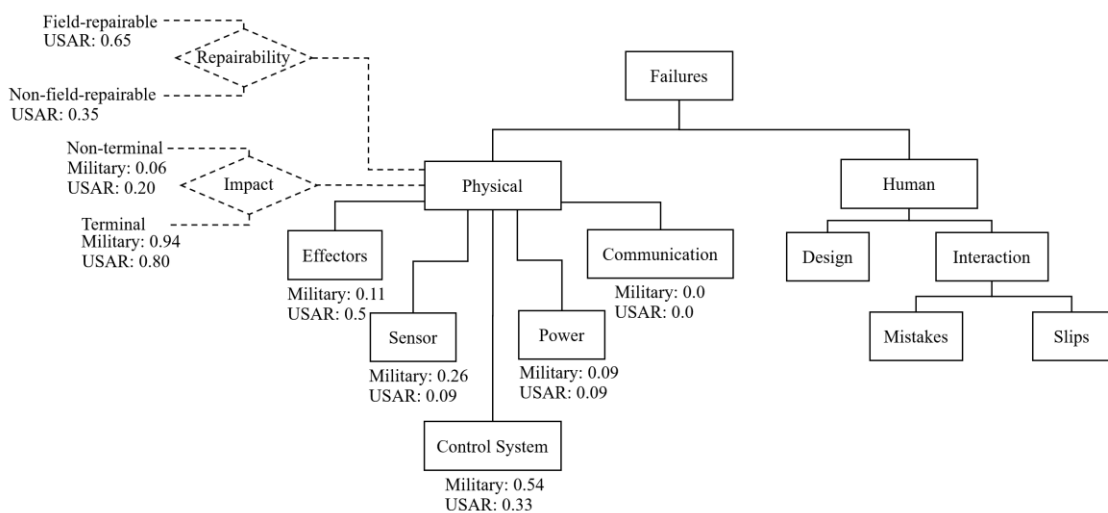 Field-repairable
USAR: 0.65
Repairability
Non-field-repairable
USAR: 0.35
Non-terminal
Military: 0.06
USAR: 0.20
Impact
Terminal
Military: 0.94
USAR: 0.80
Failures
Physical
Human
Effectors
Military: 0.11
USAR: 0.5
Sensor
Military: 0.26
USAR: 0.09
Control System
Military: 0.54
USAR: 0.33
Power
Military: 0.09
USAR: 0.09
Communication
Military: 0.0
USAR: 0.0
Design
Interaction
Mistakes
Slips